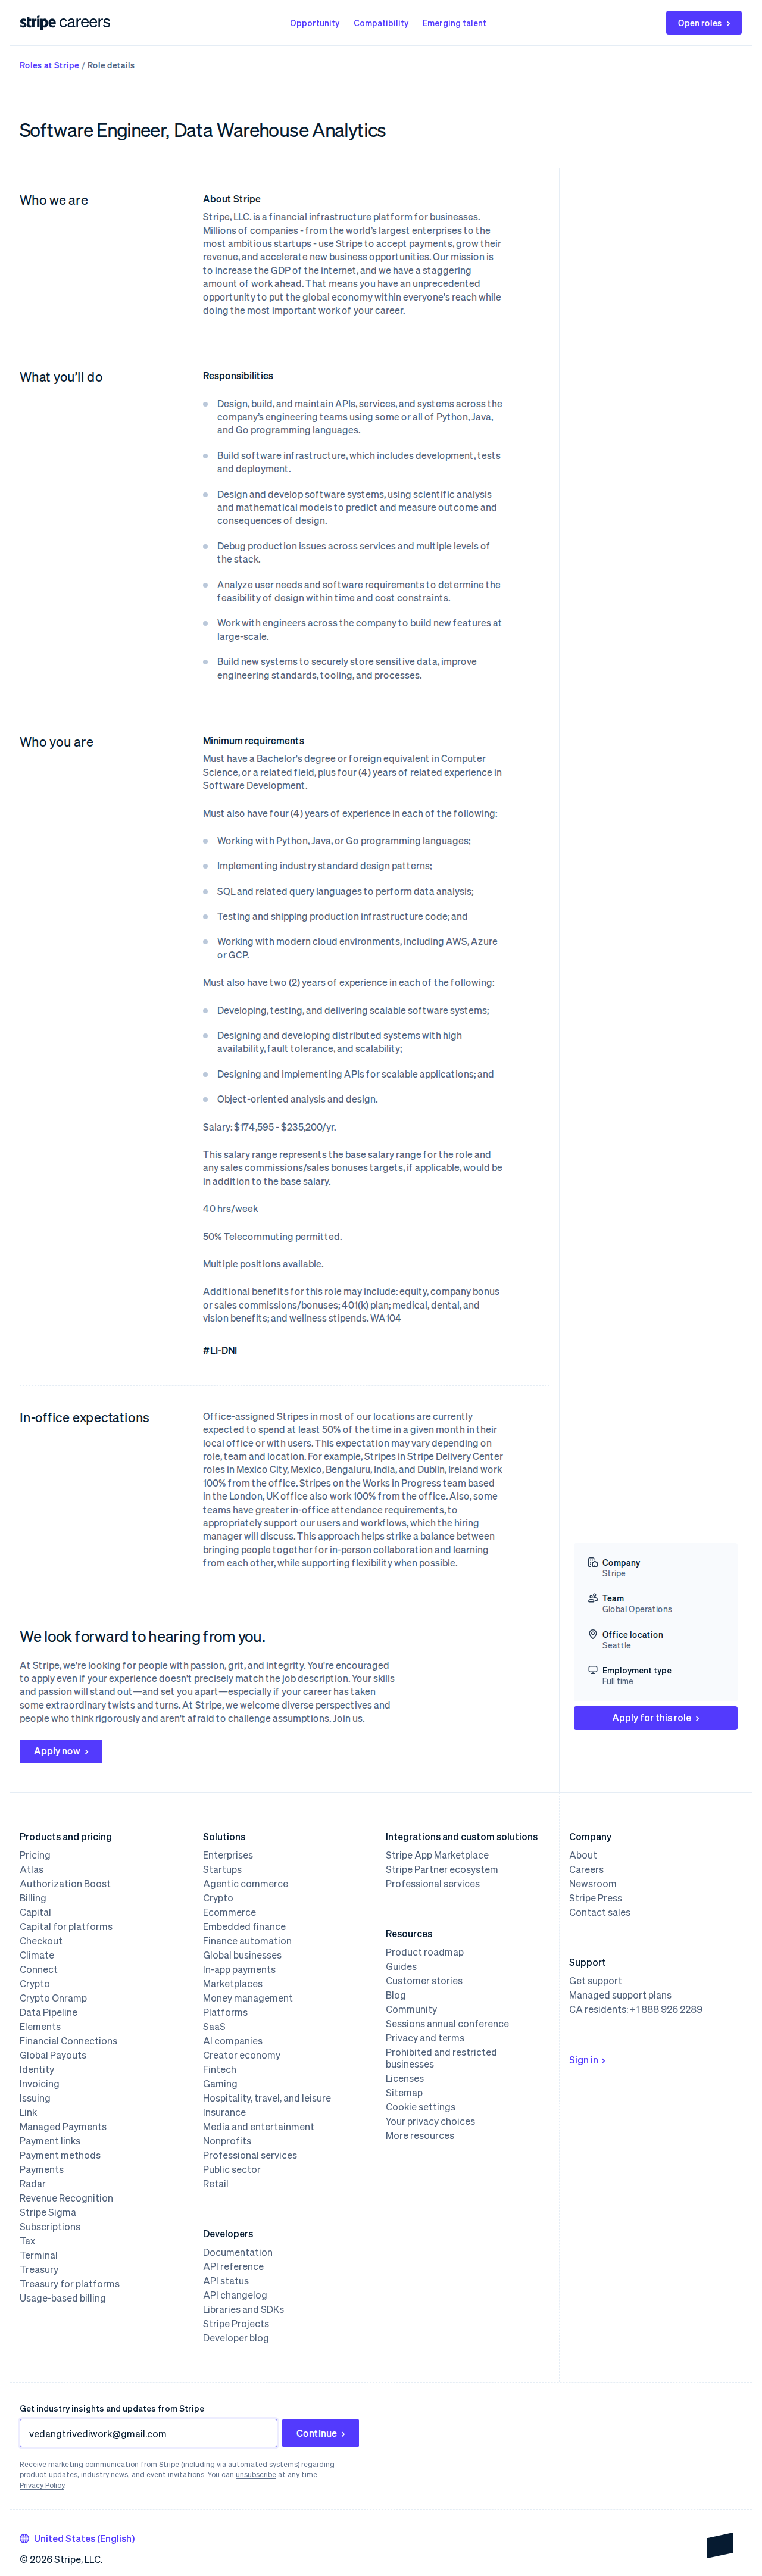 stripe careers
Opportunity
Compatibility
Emerging talent
Open roles
Roles at Stripe / Role details
Software Engineer, Data Warehouse Analytics
Who we are
About Stripe
Stripe, LLC. is a financial infrastructure platform for businesses.
Millions of companies - from the world's largest enterprises to the
most ambitious startups - use Stripe to accept payments, grow their
revenue, and accelerate new business opportunities. Our mission is
to increase the GDP of the internet, and we have a staggering
amount of work ahead. That means you have an unprecedented
opportunity to put the global economy within everyone's reach while
doing the most important work of your career.
What you'll do
Responsibilities
Design, build, and maintain APIs, services, and systems across the
company's engineering teams using some or all of Python, Java,
and Go programming languages.
Build software infrastructure, which includes development, tests
and deployment.
Design and develop software systems, using scientific analysis
and mathematical models to predict and measure outcome and
consequences of design.
Debug production issues across services and multiple levels of
the stack.
Analyze user needs and software requirements to determine the
feasibility of design within time and cost constraints.
Work with engineers across the company to build new features at
large-scale.
Build new systems to securely store sensitive data, improve
engineering standards, tooling, and processes.
Who you are
Minimum requirements
Must have a Bachelor's degree or foreign equivalent in Computer
Science, or a related field, plus four (4) years of related experience in
Software Development.
Must also have four (4) years of experience in each of the following:
Working with Python, Java, or Go programming languages;
Implementing industry standard design patterns;
SQL and related query languages to perform data analysis;
Testing and shipping production infrastructure code; and
Working with modern cloud environments, including AWS, Azure
or GCP.
Must also have two (2) years of experience in each of the following:
Developing, testing, and delivering scalable software systems;
Designing and developing distributed systems with high
availability, fault tolerance, and scalability;
Designing and implementing APIs for scalable applications; and
Object-oriented analysis and design.
Salary: $174,595 - $235,200/yr.
This salary range represents the base salary range for the role and
any sales commissions/sales bonuses targets, if applicable, would be
in addition to the base salary.
40 hrs/week
50% Telecommuting permitted.
Multiple positions available.
Additional benefits for this role may include: equity, company bonus
or sales commissions/bonuses; 401(k) plan; medical, dental, and
vision benefits; and wellness stipends. WA104
#LI-DNI
In-office expectations
Office-assigned Stripes in most of our locations are currently
expected to spend at least 50% of the time in a given month in their
local office or with users. This expectation may vary depending on
role, team and location. For example, Stripes in Stripe Delivery Center
roles in Mexico City, Mexico, Bengaluru, India, and Dublin, Ireland work
100% from the office. Stripes on the Works in Progress team based
in the London, UK office also work 100% from the office. Also, some
teams have greater in-office attendance requirements, to
appropriately support our users and workflows, which the hiring
manager will discuss. This approach helps strike a balance between
bringing people together for in-person collaboration and learning
from each other, while supporting flexibility when possible.
Company
Stripe
Team
Global Operations
Office location
Seattle
Employment type
Full time
Apply for this role
We look forward to hearing from you.
At Stripe, we're looking for people with passion, grit, and integrity. You're encouraged
to apply even if your experience doesn't precisely match the job description. Your skills
and passion will stand out—and set you apart—especially if your career has taken
some extraordinary twists and turns. At Stripe, we welcome diverse perspectives and
people who think rigorously and aren't afraid to challenge assumptions. Join us.
Apply now
Products and pricing
Pricing
Atlas
Authorization Boost
Billing
Capital
Capital for platforms
Checkout
Climate
Connect
Crypto
Crypto Onramp
Data Pipeline
Elements
Financial Connections
Global Payouts
Identity
Invoicing
Issuing
Link
Managed Payments
Payment links
Payment methods
Payments
Radar
Revenue Recognition
Stripe Sigma
Subscriptions
Tax
Terminal
Treasury
Treasury for platforms
Usage-based billing
Solutions
Enterprises
Startups
Agentic commerce
Crypto
Ecommerce
Embedded finance
Finance automation
Global businesses
In-app payments
Marketplaces
Money management
Platforms
SaaS
AI companies
Creator economy
Fintech
Gaming
Hospitality, travel, and leisure
Insurance
Media and entertainment
Nonprofits
Professional services
Public sector
Retail
Developers
Documentation
API reference
API status
API changelog
Libraries and SDKs
Stripe Projects
Developer blog
Integrations and custom solutions
Stripe App Marketplace
Stripe Partner ecosystem
Professional services
Resources
Product roadmap
Guides
Customer stories
Blog
Community
Sessions annual conference
Privacy and terms
Prohibited and restricted
businesses
Licenses
Sitemap
Cookie settings
Your privacy choices
More resources
Company
About
Careers
Newsroom
Stripe Press
Contact sales
Support
Get support
Managed support plans
CA residents: +1 888 926 2289
Sign in
Get industry insights and updates from Stripe
vedangtrivediwork@gmail.com
Continue
Receive marketing communication from Stripe (including via automated systems) regarding
product updates, industry news, and event invitations. You can unsubscribe at any time.
Privacy Policy.
United States (English)
© 2026 Stripe, LLC.